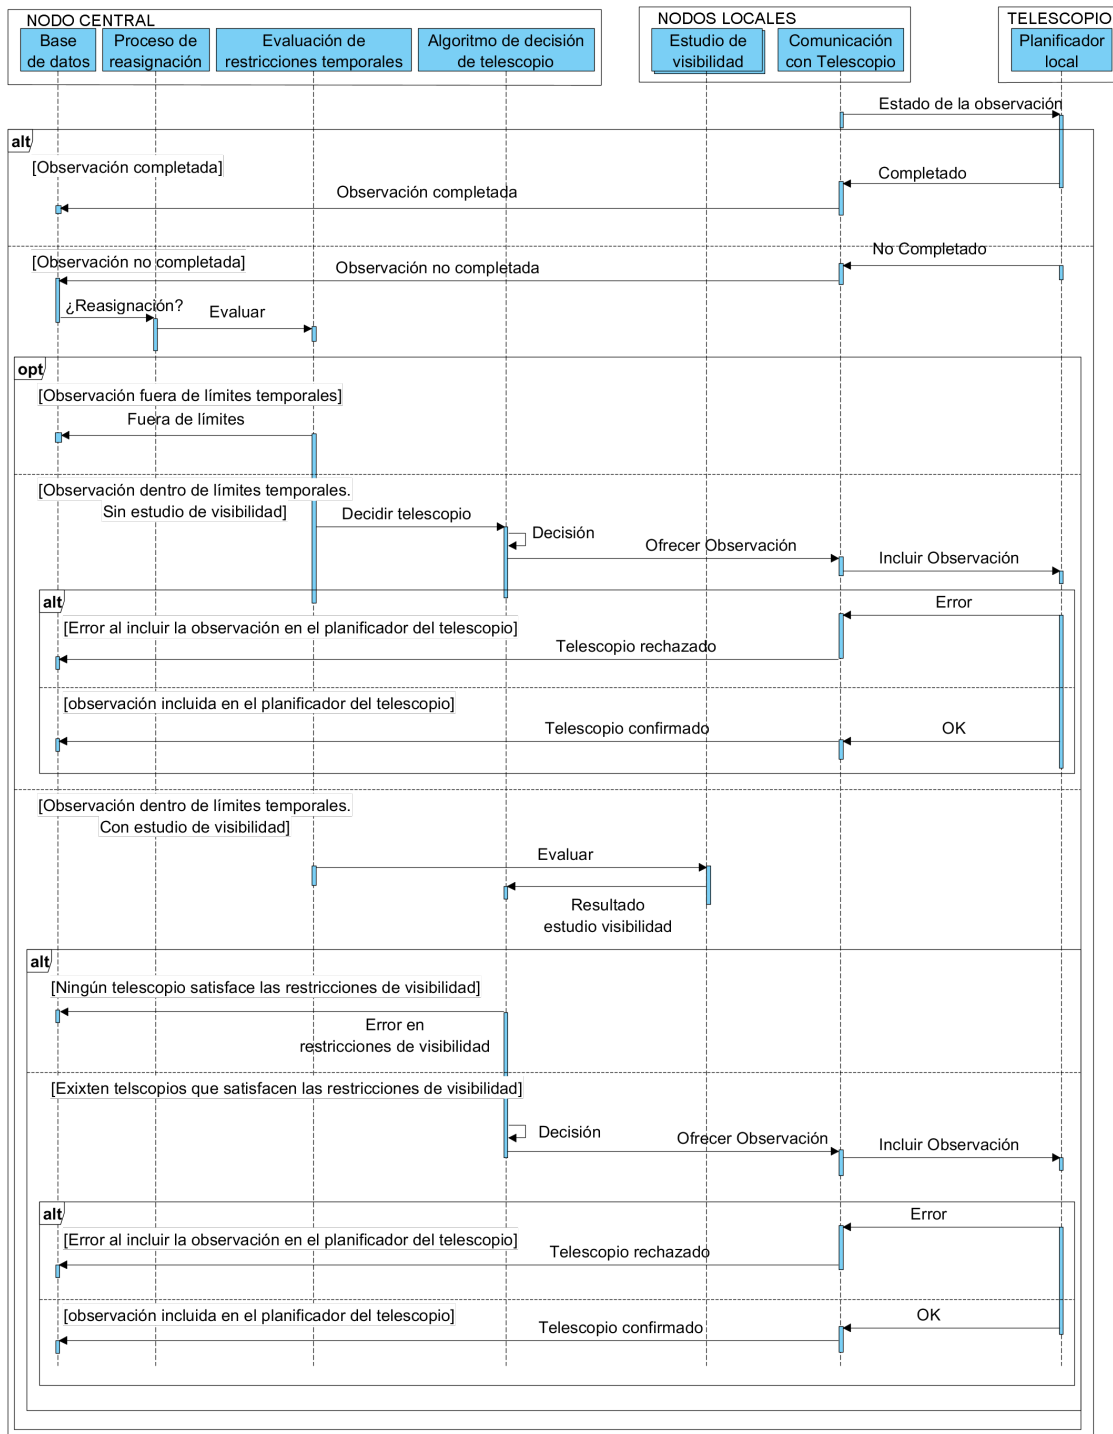 NODO CENTRAL
NODOS LOCALES
TELESCOPIO
Base
de datos
Proceso de
reasignación
Evaluación de
restricciones temporales
Algoritmo de decisión
de telescopio
Estudio de
visibilidad
Comunicación
con Telescopio
Planificador
local
Estado de la observación
alt
[Observación completada]
Completado
Observación completada
No Completado
[Observación no completada]
Observación no completada
¿Reasignación?
Evaluar
opt
[Observación fuera de límites temporales]
Fuera de límites
[Observación dentro de límites temporales.
Sin estudio de visibilidad]
Decidir telescopio
Decisión
Ofrecer Observación
Incluir Observación
alt
Error
[Error al incluir la observación en el planificador del telescopio]
Telescopio rechazado
[observación incluida en el planificador del telescopio]
Telescopio confirmado
OK
[Observación dentro de límites temporales.
Con estudio de visibilidad]
Evaluar
Resultado
estudio visibilidad
alt
[Ningún telescopio satisface las restricciones de visibilidad]
Error en
restricciones de visibilidad
[Exixten telscopios que satisfacen las restricciones de visibilidad]
Decisión
Ofrecer Observación
Incluir Observación
alt
Error
[Error al incluir la observación en el planificador del telescopio]
Telescopio rechazado
[observación incluida en el planificador del telescopio]
OK
Telescopio confirmado